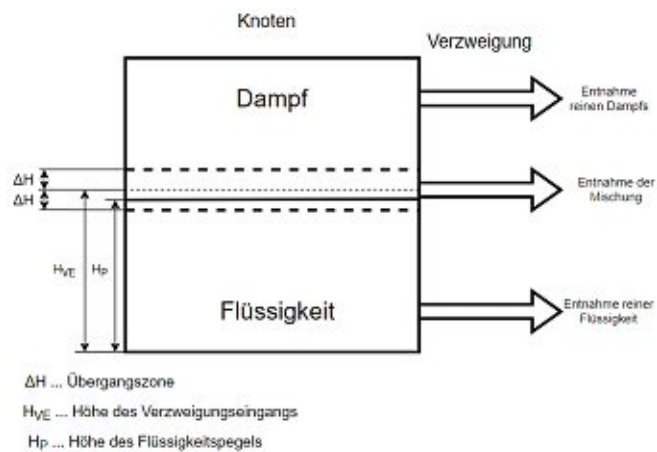 Knoten
Verzweigung
Dampf
Entnahme
reinen Dampfs
ΔH
ΔH
Entnahme der
Mischung
HVE
HP
Flüssigkeit
Entnahme reiner
Flüssigkeit
ΔH ... Übergangszone
HVE ... Höhe des Verzweigungseingangs
HP ... Höhe des Flüssigkeitspegels